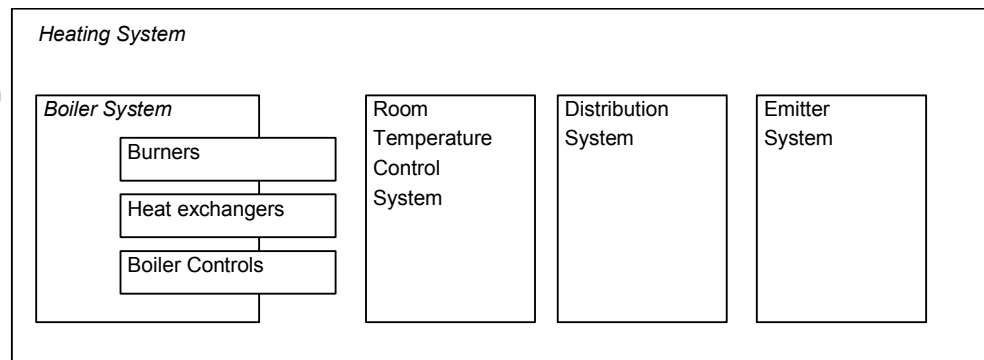 Heating System
Boiler System
Burners
Heat exchangers
Boiler Controls
Room
Temperature
Control
System
Distribution
System
Emitter
System